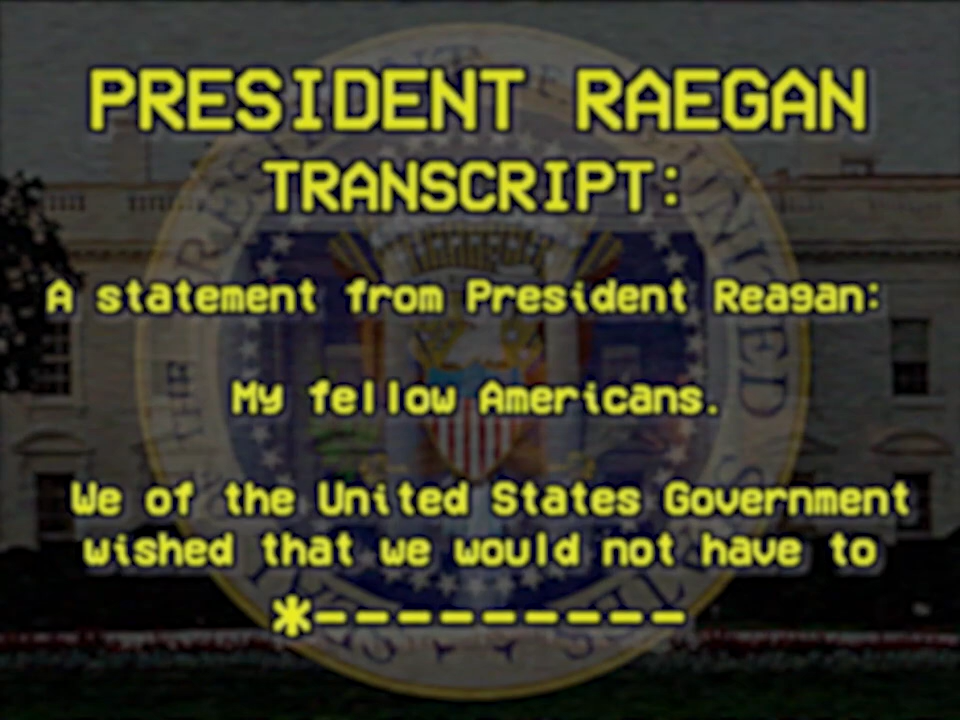 PRESIDENT RAEGAN
TRANSCRIPT:
A statement from President Reagan:
My fellow Americans.
We of the United States Government
wished that we would not have to
*---------